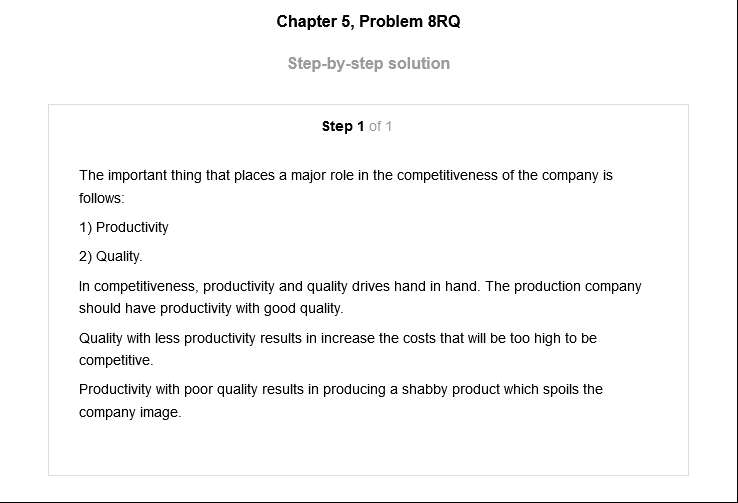 Chapter 5, Problem 8RQ
Step-by-step solution
Step 1 of 1
The important thing that places a major role in the competitiveness of the company is
follows:
1) Productivity
2) Quality.
In competitiveness, productivity and quality drives hand in hand. The production company
should have productivity with good quality.
Quality with less productivity results in increase the costs that will be too high to be
competitive.
Productivity with poor quality results in producing a shabby product which spoils the
company image.